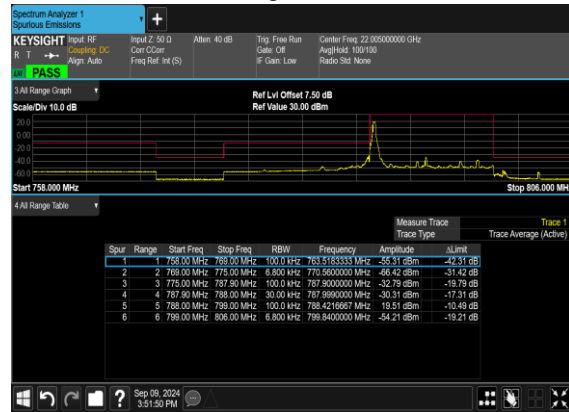 Spectrum Analyzer 1
Spurious Emissions
+
KEYSIGHT Input: RF Input Z: 50 Ω Atten: 40 dB Trig: Free Run Center Freq: 22.005000000 GHz
R T Coupling: DC Corr CCorr Gate: Off Avg|Hold: 100/100
Align: Auto Freq Ref: Int (S) IF Gain: Low Radio Std: None
PASS
3 All Range Graph
Ref Lvl Offset 7.50 dB
Scale/Div 10.0 dB Ref Value 30.00 dBm
20.0
0.00
-20.0
-40.0
-60.0
Start 758.000 MHz Stop 806.000 MH
4 All Range Table
Measure Trace Trace 1
Trace Type Trace Average (Active)
Spur Range Start Freq Stop Freq RBW Frequency Amplitude ΔLimit
1 1 758.00 MHz 769.00 MHz 100.0 kHz 763.5183333 MHz -55.31 dBm -42.31 dB
2 2 769.00 MHz 775.00 MHz 6.800 kHz 770.5600000 MHz -66.42 dBm -31.42 dB
3 3 775.00 MHz 787.90 MHz 100.0 kHz 787.9000000 MHz -32.79 dBm -19.79 dB
4 4 787.90 MHz 788.00 MHz 30.00 kHz 787.9990000 MHz -30.31 dBm -17.31 dB
5 5 788.00 MHz 799.00 MHz 100.0 kHz 788.4216667 MHz 19.51 dBm -10.49 dB
6 6 799.00 MHz 806.00 MHz 6.800 kHz 799.8400000 MHz -54.21 dBm -19.21 dB
? Sep 09, 2024
3:51:50 PM